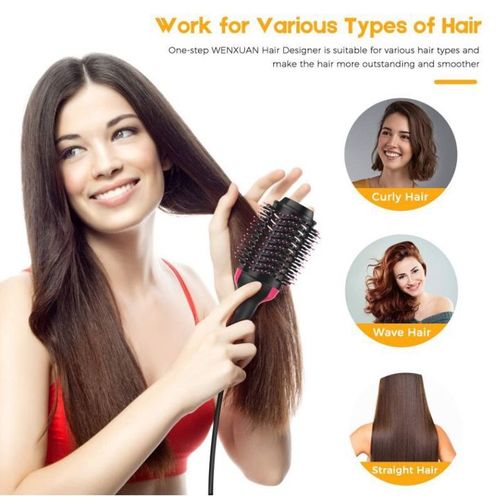 Work for Various Types of Hair
One-step WENXUAN Hair Designer is suitable for various hair types and
make the hair more outstanding and smoother
Curly Hair
Wave Hair
Straight Hair